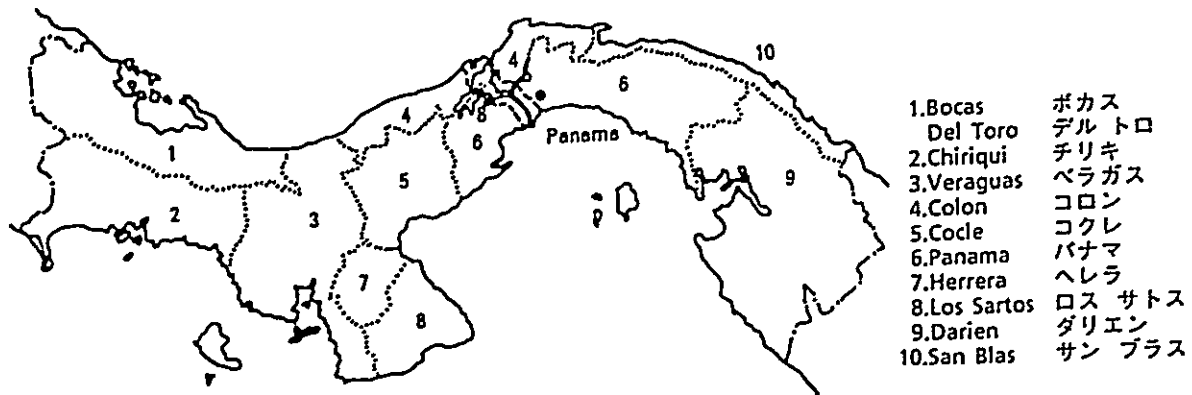 10
4
6
4
8
6
Panama
1
5
9
2
3
7
8
1.Bocas ボカス
Del Toro デル トロ
2.Chiriqui チリキ
3.Veraguas ベラガス
4.Colon コロン
5.Cocle コクレ
6.Panama パナマ
7.Herrera ヘレラ
8.Los Sartos ロス サトス
9.Darien ダリエン
10.San Blas サン ブラス